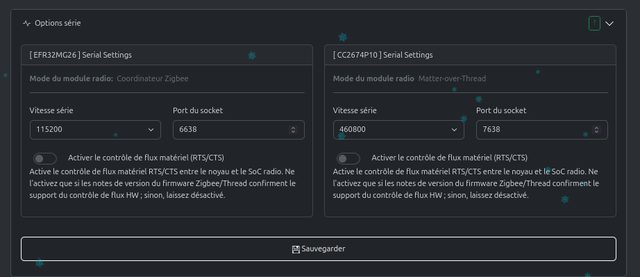 Options série
[ EFR32MG26 ] Serial Settings
Mode du module radio: Coordinateur Zigbee
Vitesse série
Port du socket
115200
6638
Activer le contrôle de flux matériel (RTS/CTS)
Active le contrôle de flux matériel RTS/CTS entre le noyau et le SoC radio. Ne
l'activez que si les notes de version du firmware Zigbee/Thread confirment le
support du contrôle de flux HW ; sinon, laissez désactivé.
[ CC2674P10 ] Serial Settings
Mode du module radio Matter-over-Thread
Vitesse série
Port du socket
460800
7638
Activer le contrôle de flux matériel (RTS/CTS)
Active le contrôle de flux matériel RTS/CTS entre le noyau et le SoC radio. Ne
l'activez que si les notes de version du firmware Zigbee/Thread confirment le
support du contrôle de flux HW ; sinon, laissez désactivé.
Sauvegarder